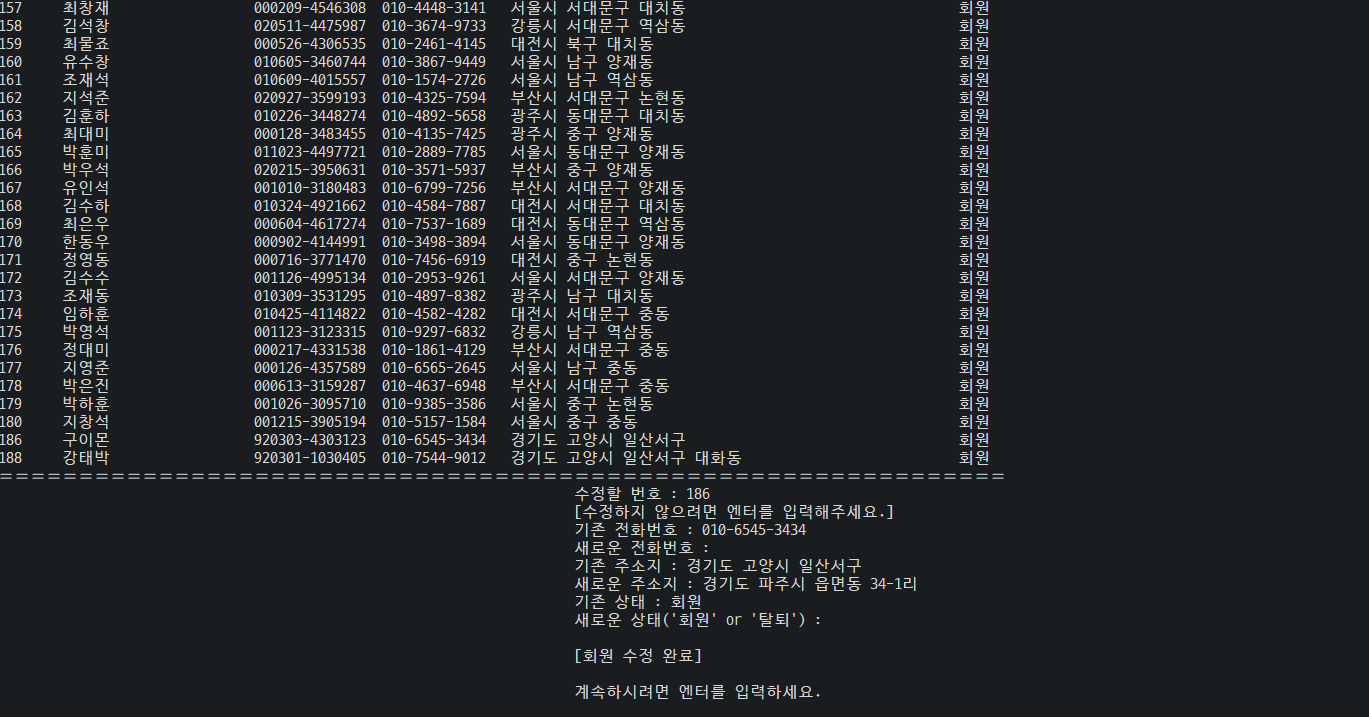 157 최창재 000209-4546308 010-4448-3141 서울시 서대문구 대치동 회원
158 김석창 020511-4475987 010-3674-9733 강릉시 서대문구 역삼동 회원
159 최물죠 000526-4306535 010-2461-4145 대전시 북구 대치동 회원
160 유수창 010605-3460744 010-3867-9449 서울시 남구 양재동 회원
161 조재석 010609-4015557 010-1574-2726 서울시 남구 역삼동 회원
162 지석준 020927-3599193 010-4325-7594 부산시 서대문구 논현동 회원
163 김훈하 010226-3448274 010-4892-5658 광주시 동대문구 대치동 회원
164 최대미 000128-3483455 010-4135-7425 광주시 중구 양재동 회원
165 박훈미 011023-4497721 010-2889-7785 서울시 동대문구 양재동 회원
166 박우석 020215-3950631 010-3571-5937 부산시 중구 양재동 회원
167 유인석 001010-3180483 010-6799-7256 부산시 서대문구 양재동 회원
168 김수하 010324-4921662 010-4584-7887 대전시 서대문구 대치동 회원
169 최은우 000604-4617274 010-7537-1689 대전시 동대문구 역삼동 회원
170 한동우 000902-4144991 010-3498-3894 서울시 동대문구 양재동 회원
171 정영동 000716-3771470 010-7456-6919 대전시 중구 논현동 회원
172 김수수 001126-4995134 010-2953-9261 서울시 서대문구 양재동 회원
173 조재동 010309-3531295 010-4897-8382 광주시 남구 대치동 회원
174 임하훈 010425-4114822 010-4582-4282 대전시 서대문구 중동 회원
175 박영석 001123-3123315 010-9297-6832 강릉시 남구 역삼동 회원
176 정대미 000217-4331538 010-1861-4129 부산시 서대문구 중동 회원
177 지영준 000126-4357589 010-6565-2645 서울시 남구 중동 회원
178 박은진 000613-3159287 010-4637-6948 부산시 서대문구 중동 회원
179 박하훈 001026-3095710 010-9385-3586 서울시 중구 논현동 회원
180 지창석 001215-3905194 010-5157-1584 서울시 중구 중동 회원
186 구이몬 920303-4303123 010-6545-3434 경기도 고양시 일산서구 회원
188 강태박 920301-1030405 010-7544-9012 경기도 고양시 일산서구 대화동 회원
===============================================================
수정할 번호 : 186
[수정하지 않으려면 엔터를 입력해주세요.]
기존 전화번호 : 010-6545-3434
새로운 전화번호 :
기존 주소지 : 경기도 고양시 일산서구
새로운 주소지 : 경기도 파주시 읍면동 34-1리
기존 상태 : 회원
새로운 상태('회원' or '탈퇴') :
[회원 수정 완료]
계속하시려면 엔터를 입력하세요.